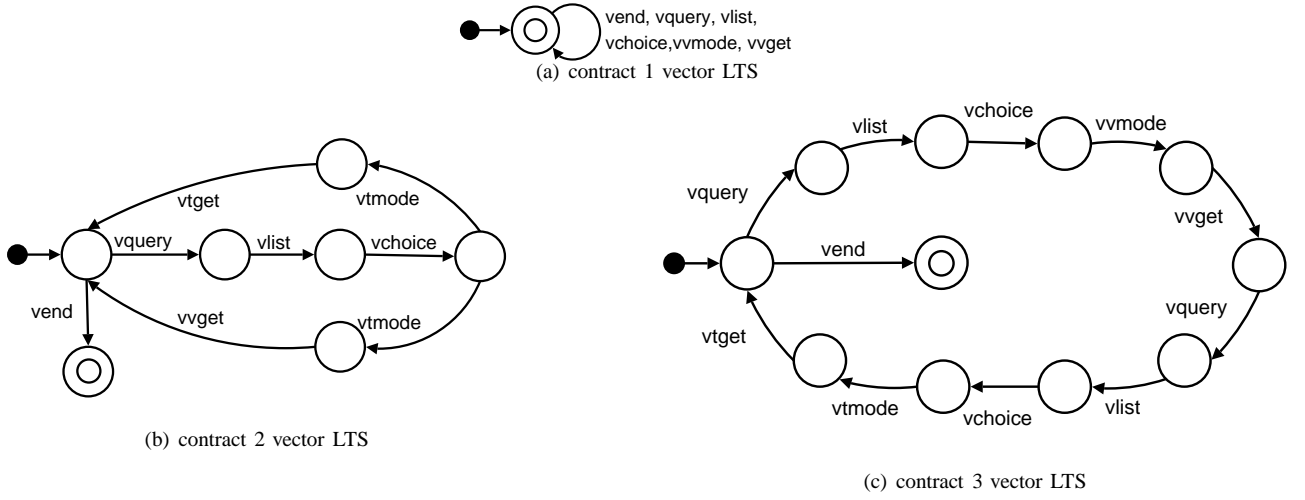 vend, vquery, vlist,
vchoice,vvmode, vvget
(a) contract 1 vector LTS
vtget
vtmode
vquery
vlist
vchoice
vend
vvget
vtmode
(b) contract 2 vector LTS
vlist
vchoice
vvmode
vquery
vvget
vend
vtget
vquery
vtmode
vchoice
vlist
(c) contract 3 vector LTS